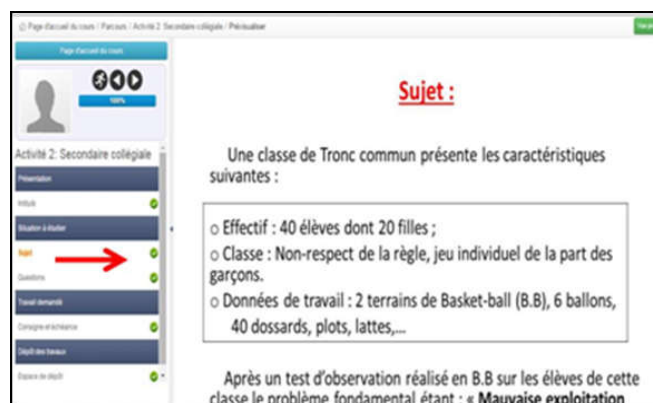 Page d'accueil du cours / Parcours / Activité 2: Secondaire collégiale / Prévisualiser
Page d'accueil du cours
100%
Activité 2: Secondaire collégiale
Présentation
Intitulé
Situation à étudier
Sujet
Questions
Travail demandé
Consigne et échéance
Dépôt des travaux
Espace de dépôt
Sujet :
Une classe de Tronc commun présente les caractéristiques
suivantes :
o Effectif : 40 élèves dont 20 filles ;
o Classe : Non-respect de la règle, jeu individuel de la part des
garçons.
o Données de travail : 2 terrains de Basket-ball (B.B), 6 ballons,
40 dossards, plots, lattes,...
Après un test d'observation réalisé en B.B sur les élèves de cette
classe le problème fondamental étant : « Mauvaise exploitation